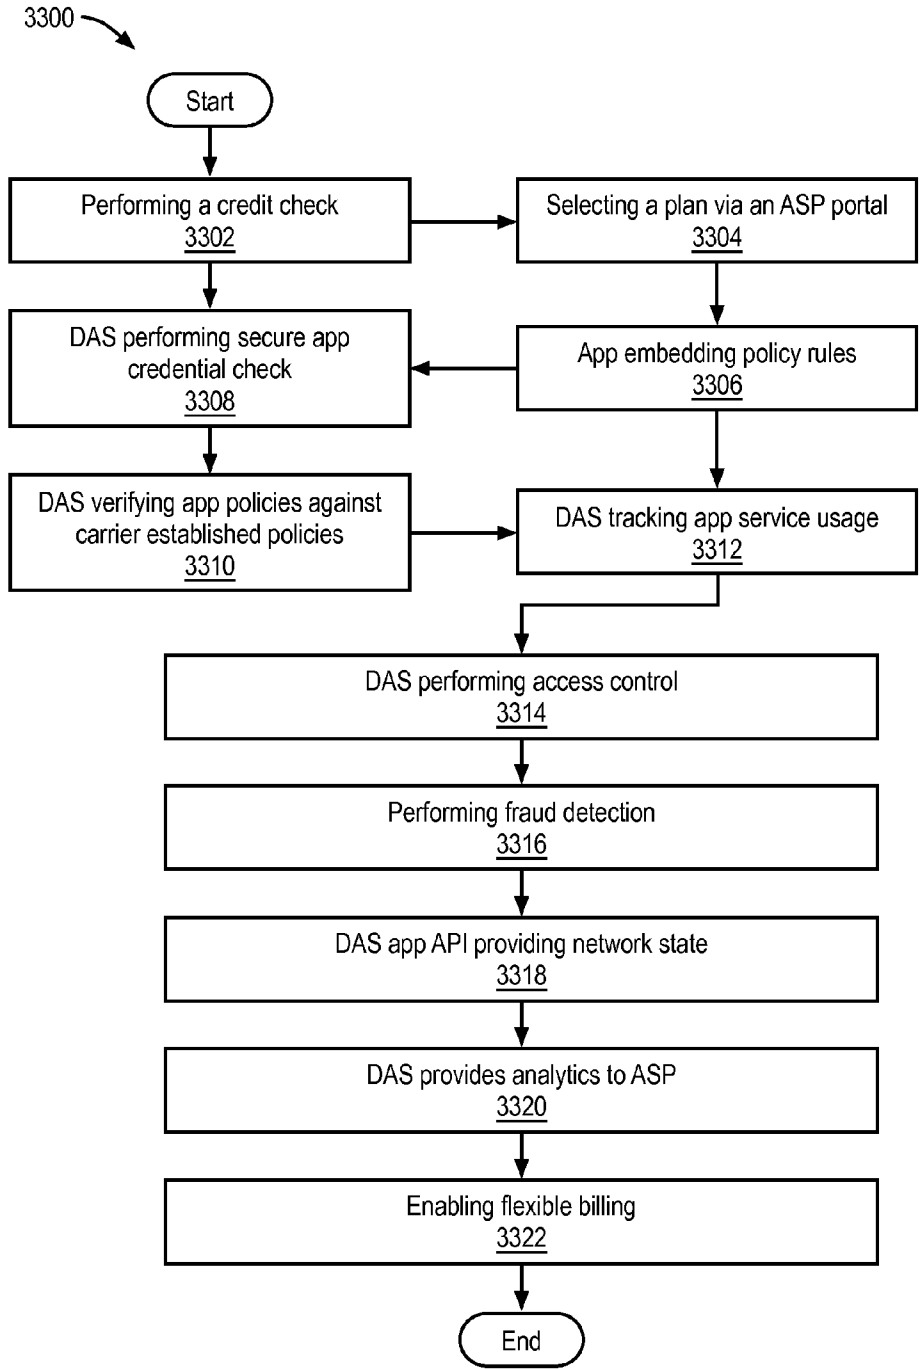 3300
Start
Performing a credit check
3302
Selecting a plan via an ASP portal
3304
DAS performing secure app
credential check
3308
App embedding policy rules
3306
DAS verifying app policies against
carrier established policies
3310
DAS tracking app service usage
3312
DAS performing access control
3314
Performing fraud detection
3316
DAS app API providing network state
3318
DAS provides analytics to ASP
3320
Enabling flexible billing
3322
End